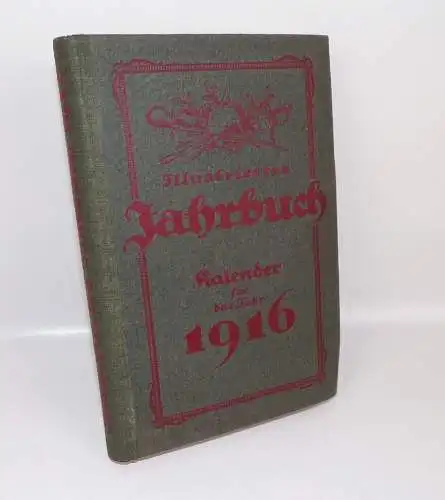 Illustriertes
Jahrbuch
Kalender
für
das Jahr
1916